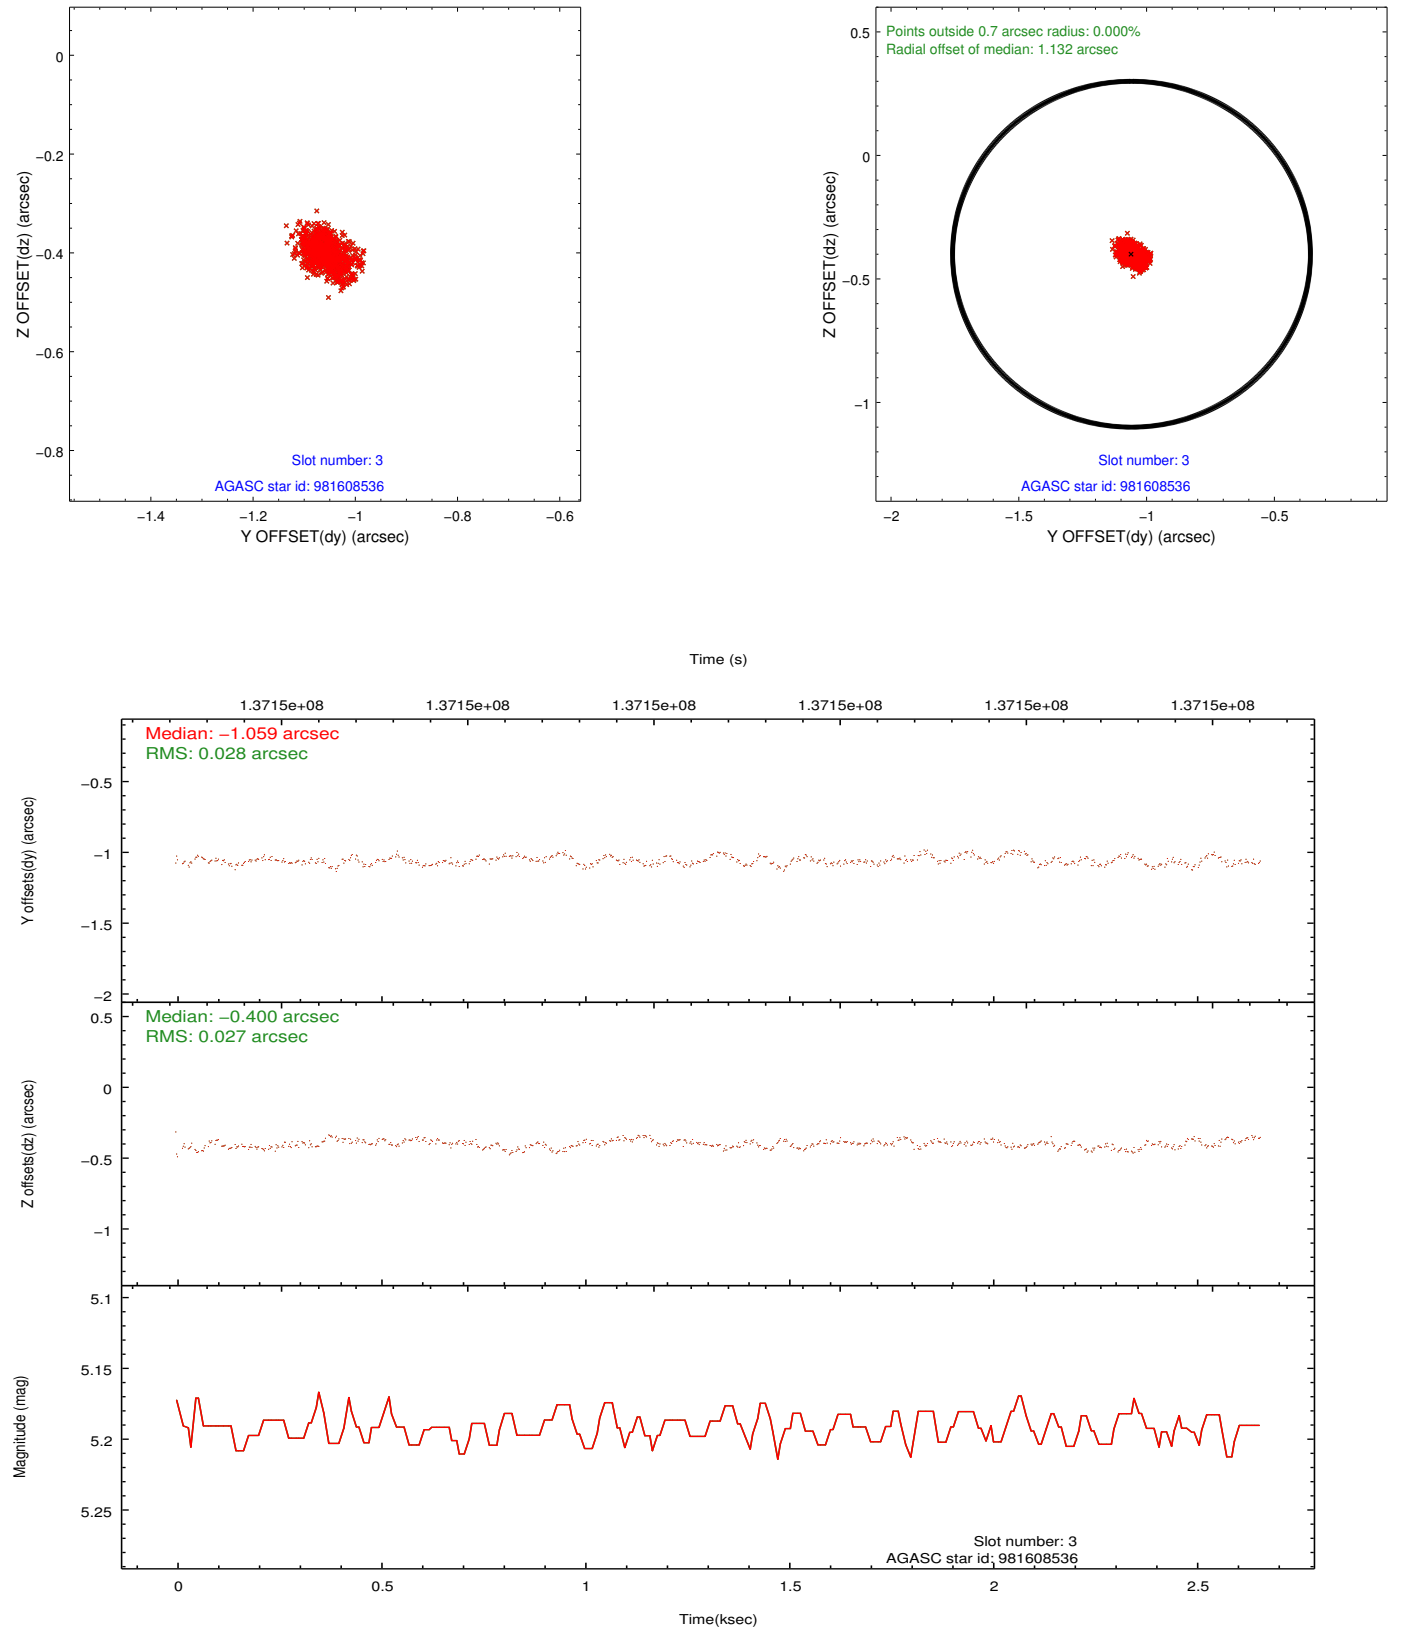 0
−0.2
−0.4
−0.6
−0.8
Z OFFSET(dz) (arcsec)
Slot number: 3
AGASC star id: 981608536
−1.4 −1.2 −1 −0.8 −0.6
Y OFFSET(dy) (arcsec)
Points outside 0.7 arcsec radius: 0.000%
Radial offset of median: 1.132 arcsec
0.5
0
−0.5
−1
Z OFFSET(dz) (arcsec)
Slot number: 3
AGASC star id: 981608536
−2 −1.5 −1 −0.5
Y OFFSET(dy) (arcsec)
Time (s)
1.3715e+08 1.3715e+08 1.3715e+08 1.3715e+08 1.3715e+08 1.3715e+08
Median: −1.059 arcsec
RMS: 0.028 arcsec
−0.5
−1
−1.5
−2
Y offsets(dy) (arcsec)
Median: −0.400 arcsec
RMS: 0.027 arcsec
0.5
0
−0.5
−1
Z offsets(dz) (arcsec)
5.1
5.15
5.2
5.25
Magnitude (mag)
Slot number: 3
AGASC star id: 981608536
0 0.5 1 1.5 2 2.5
Time(ksec)